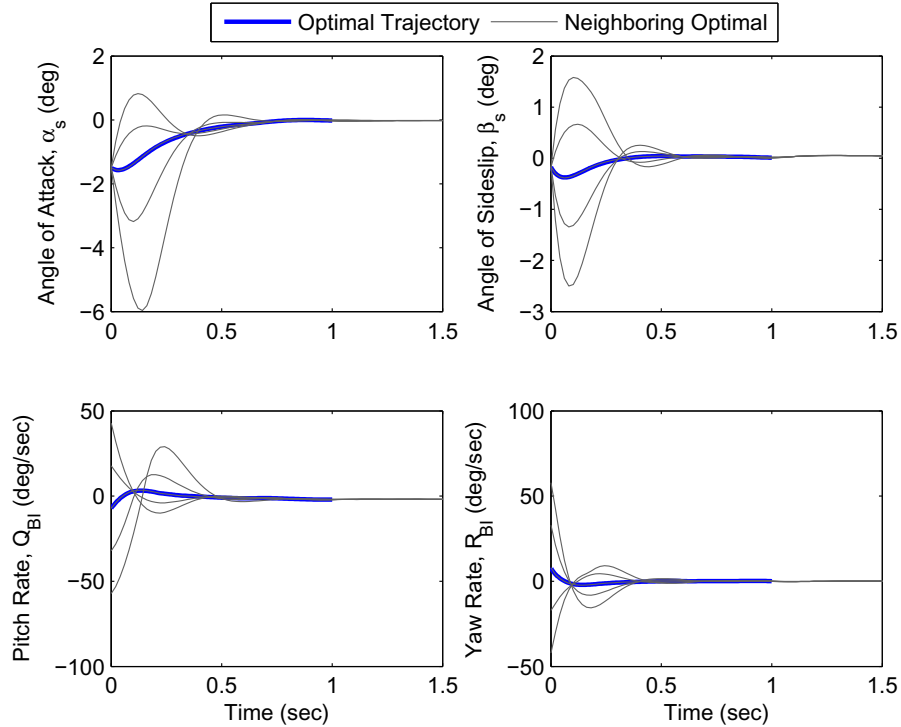 Optimal Trajectory Neighboring Optimal
2
0
−2
−4
−6
0 0.5 1 1.5
Angle of Attack, α_s (deg)
2
1
0
−1
−2
−3
0 0.5 1 1.5
Angle of Sideslip, β_s (deg)
50
0
−50
−100
0 0.5 1 1.5
Pitch Rate, Q_BI (deg/sec)
Time (sec)
100
50
0
−50
0 0.5 1 1.5
Yaw Rate, R_BI (deg/sec)
Time (sec)